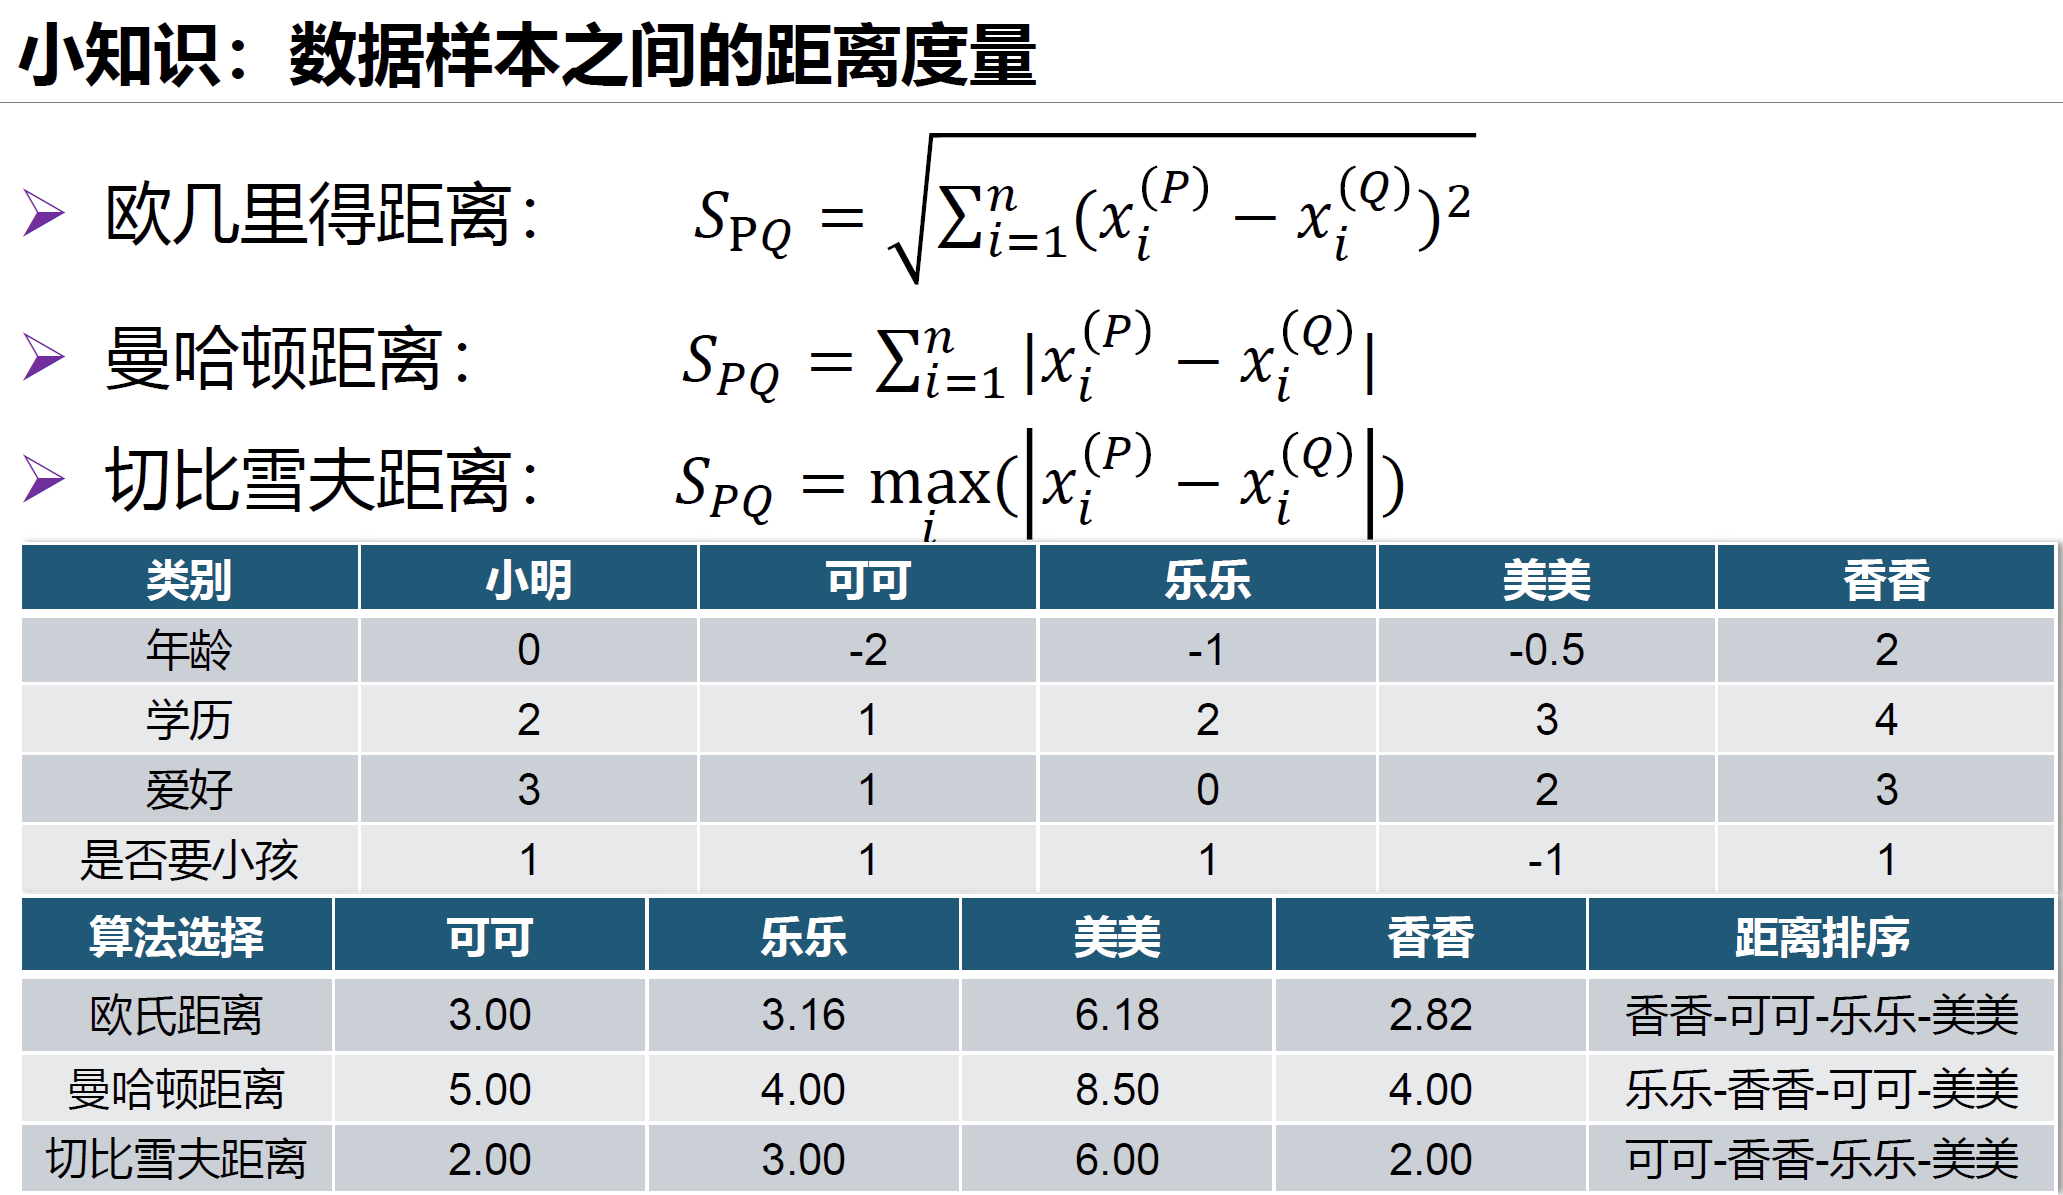 小知识：数据样本之间的距离度量
欧几里得距离： $S_{PQ} = \sqrt{\sum_{i=1}^{n}(x_i^{(P)} - x_i^{(Q)})^2}$
曼哈顿距离： $S_{PQ} = \sum_{i=1}^{n}|x_i^{(P)} - x_i^{(Q)}|$
切比雪夫距离： $S_{PQ} = \max_i(|x_i^{(P)} - x_i^{(Q)}|)$
类别 小明 可可 乐乐 美美 香香
年龄 0 -2 -1 -0.5 2
学历 2 1 2 3 4
爱好 3 1 0 2 3
是否要小孩 1 1 1 -1 1
算法选择 可可 乐乐 美美 香香 距离排序
欧氏距离 3.00 3.16 6.18 2.82 香香-可可-乐乐-美美
曼哈顿距离 5.00 4.00 8.50 4.00 乐乐-香香-可可-美美
切比雪夫距离 2.00 3.00 6.00 2.00 可可-香香-乐乐-美美